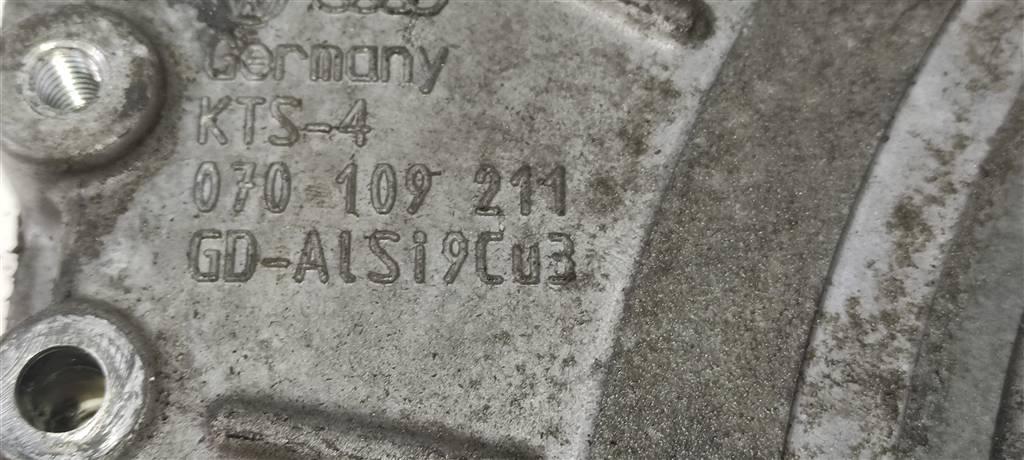 Germany
KTS-4
070 109 211
GD-AlSi9Cu3